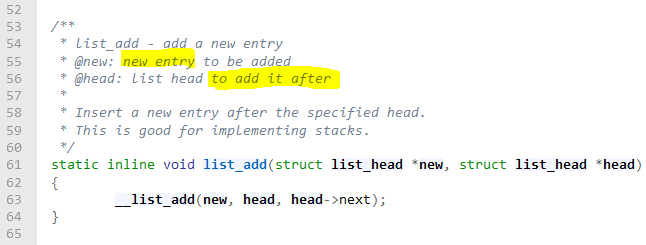 52
53 /**
54 * list_add - add a new entry
55 * @new: new entry to be added
56 * @head: list head to add it after
57 *
58 * Insert a new entry after the specified head.
59 * This is good for implementing stacks.
60 */
61 static inline void list_add(struct list_head *new, struct list_head *head)
62 {
63 __list_add(new, head, head->next);
64 }
65